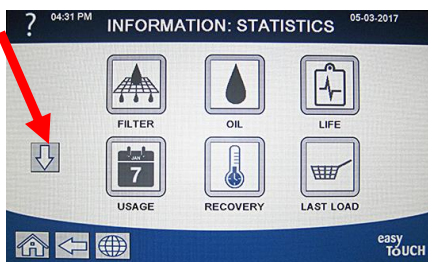 ?
04:31 PM
INFORMATION: STATISTICS
05-03-2017
FILTER
OIL
LIFE
JAN
7
USAGE
RECOVERY
LAST LOAD
easy
TOUCH